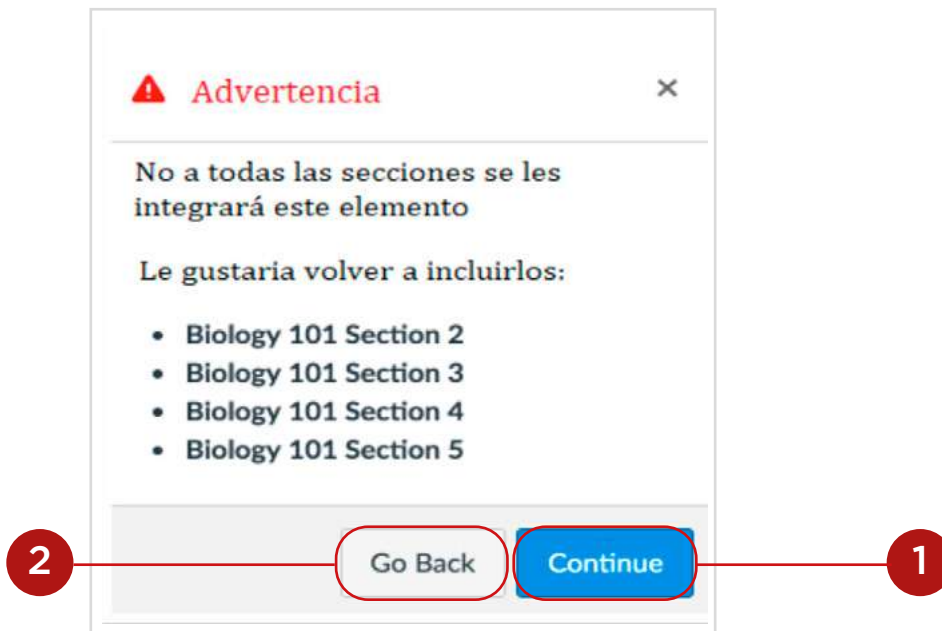 Advertencia ×
No a todas las secciones se les
integrará este elemento
Le gustaria volver a incluirlos:
• Biology 101 Section 2
• Biology 101 Section 3
• Biology 101 Section 4
• Biology 101 Section 5
2 Go Back Continue 1